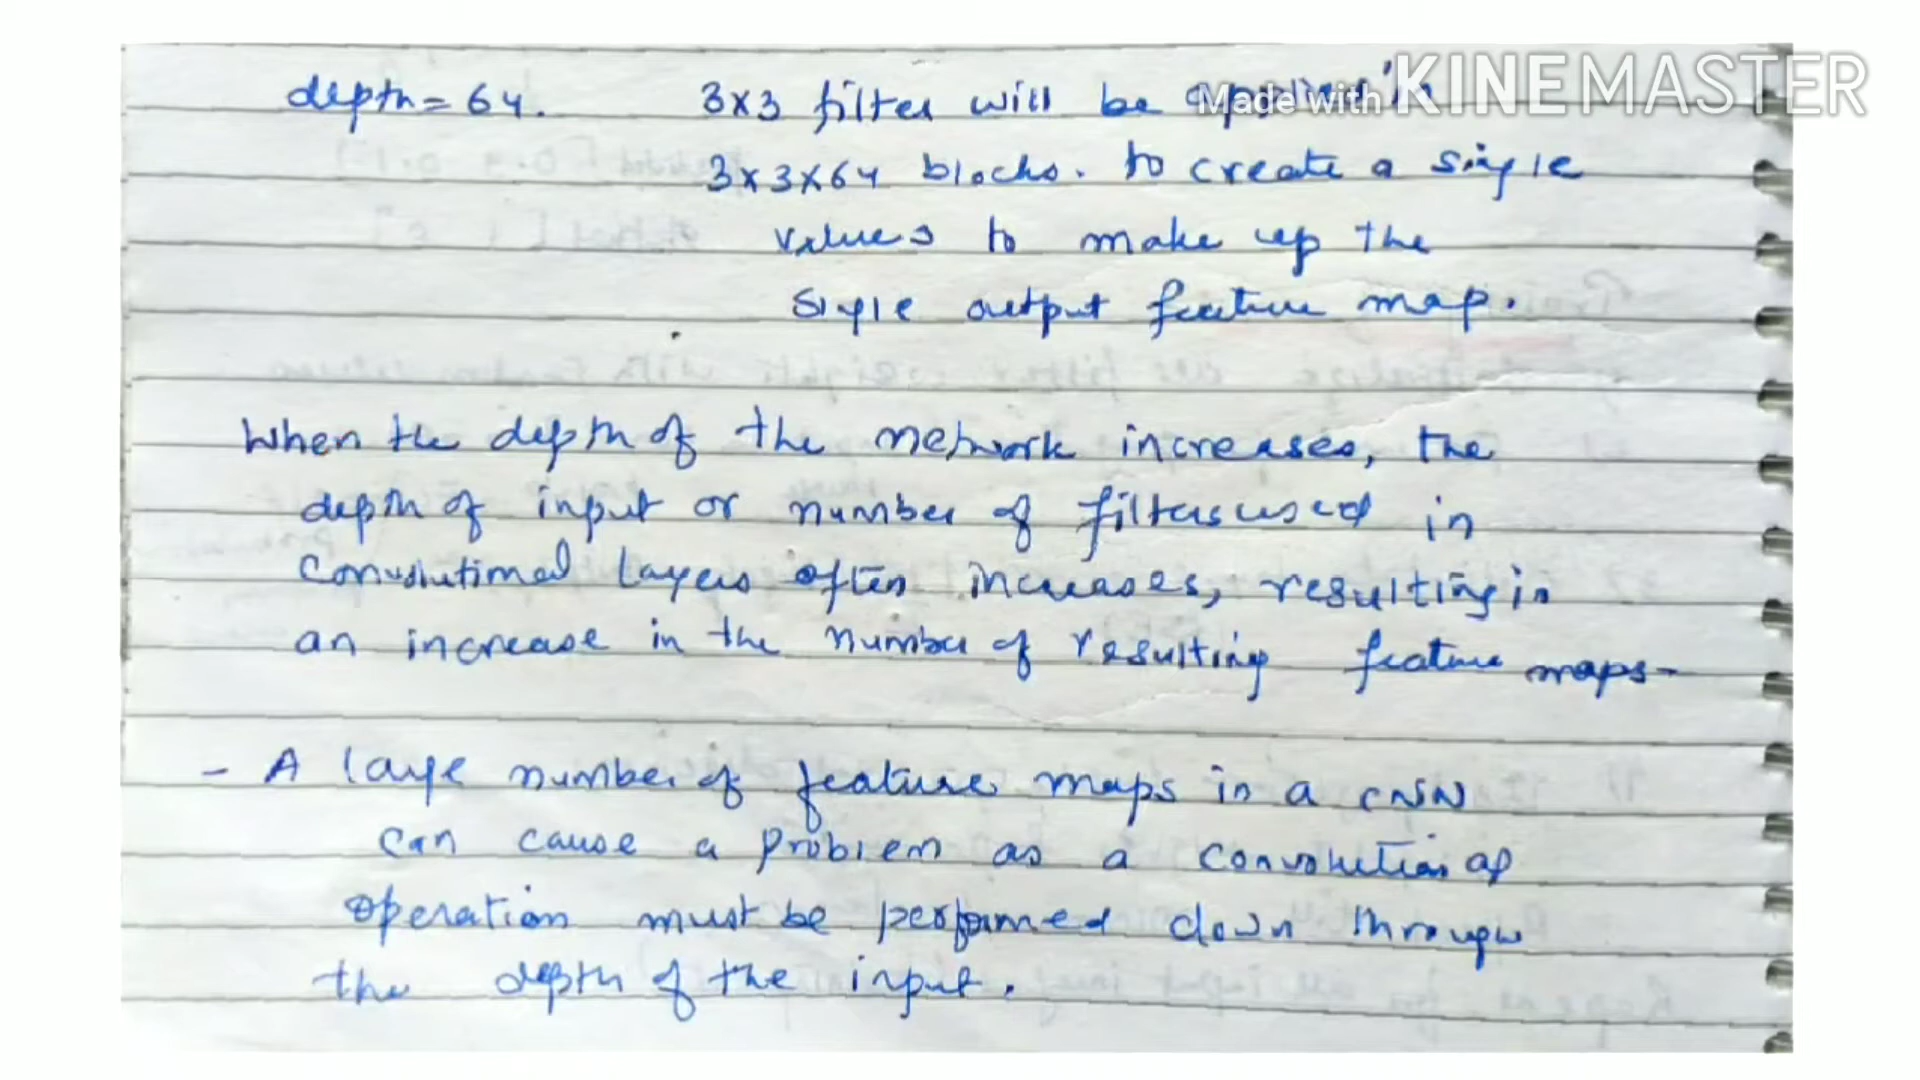 depth = 64. 3x3 filter will be applied in
Made with KINEMASTER
3x3x64 blocks. to create a single
values to make up the
single output feature map.
When the depth of the network increases, the
depth of input or number of filters used in
Convolutional Layers often increases, resulting in
an increase in the number of resulting feature maps-
- A large number of feature maps in a CNN
can cause a problem as a convolutional
operation must be performed down through
the depth of the input.